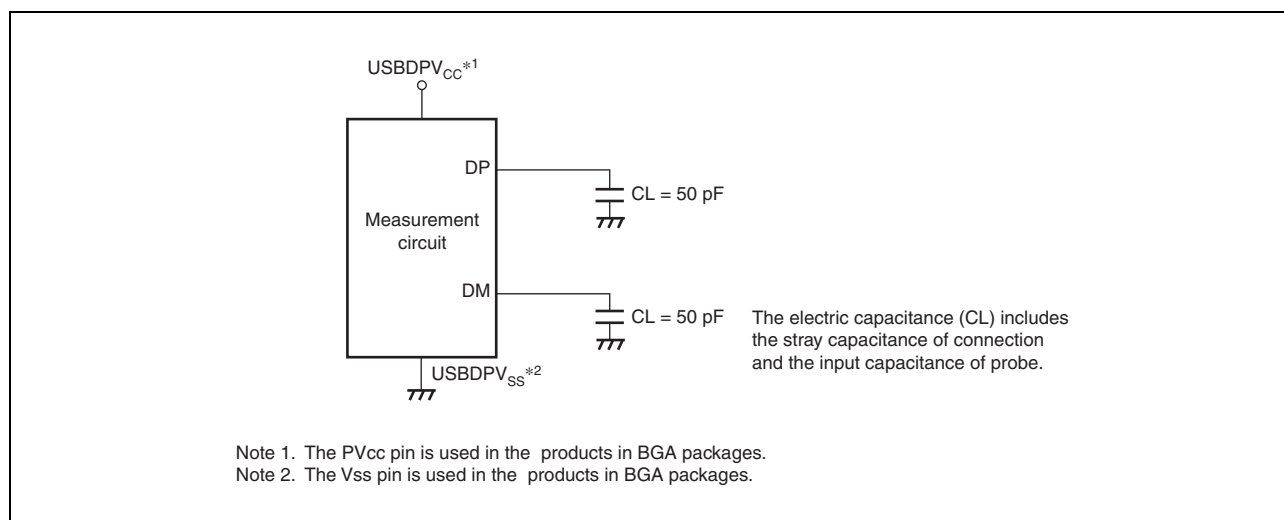 USBDPVCC*1
DP
CL = 50 pF
Measurement
circuit
DM
CL = 50 pF
The electric capacitance (CL) includes
the stray capacitance of connection
and the input capacitance of probe.
USBDPVSS*2
Note 1. The PVcc pin is used in the products in BGA packages.
Note 2. The Vss pin is used in the products in BGA packages.